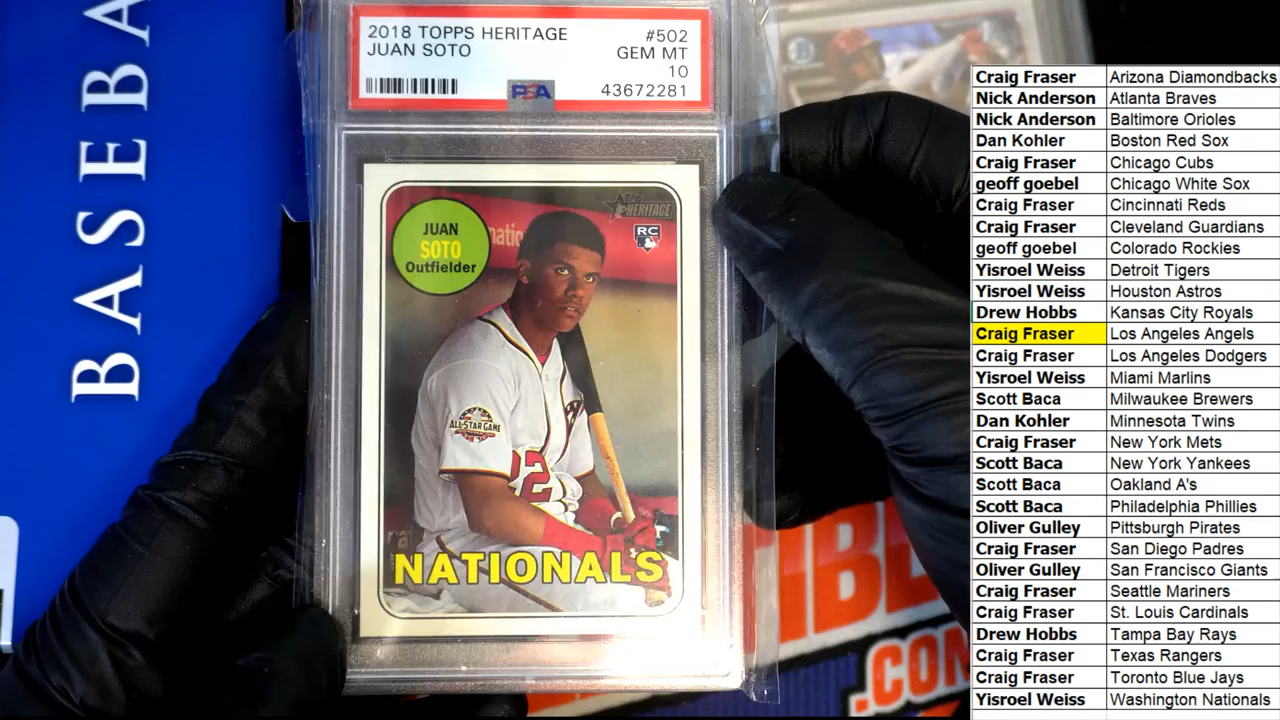 BASEBA
2018 TOPPS HERITAGE
#502
JUAN SOTO
GEM MT
10
PSA
43672281
HERITAGE
RC
JUAN
SOTO
Outfielder
natio
ALL-STAR GAME
NATIONALS
.COM
Craig Fraser Arizona Diamondbacks
Nick Anderson Atlanta Braves
Nick Anderson Baltimore Orioles
Dan Kohler Boston Red Sox
Craig Fraser Chicago Cubs
geoff goebel Chicago White Sox
Craig Fraser Cincinnati Reds
Craig Fraser Cleveland Guardians
geoff goebel Colorado Rockies
Yisroel Weiss Detroit Tigers
Yisroel Weiss Houston Astros
Drew Hobbs Kansas City Royals
Craig Fraser Los Angeles Angels
Craig Fraser Los Angeles Dodgers
Yisroel Weiss Miami Marlins
Scott Baca Milwaukee Brewers
Dan Kohler Minnesota Twins
Craig Fraser New York Mets
Scott Baca New York Yankees
Scott Baca Oakland A's
Scott Baca Philadelphia Phillies
Oliver Gulley Pittsburgh Pirates
Craig Fraser San Diego Padres
Oliver Gulley San Francisco Giants
Craig Fraser Seattle Mariners
Craig Fraser St. Louis Cardinals
Drew Hobbs Tampa Bay Rays
Craig Fraser Texas Rangers
Craig Fraser Toronto Blue Jays
Yisroel Weiss Washington Nationals